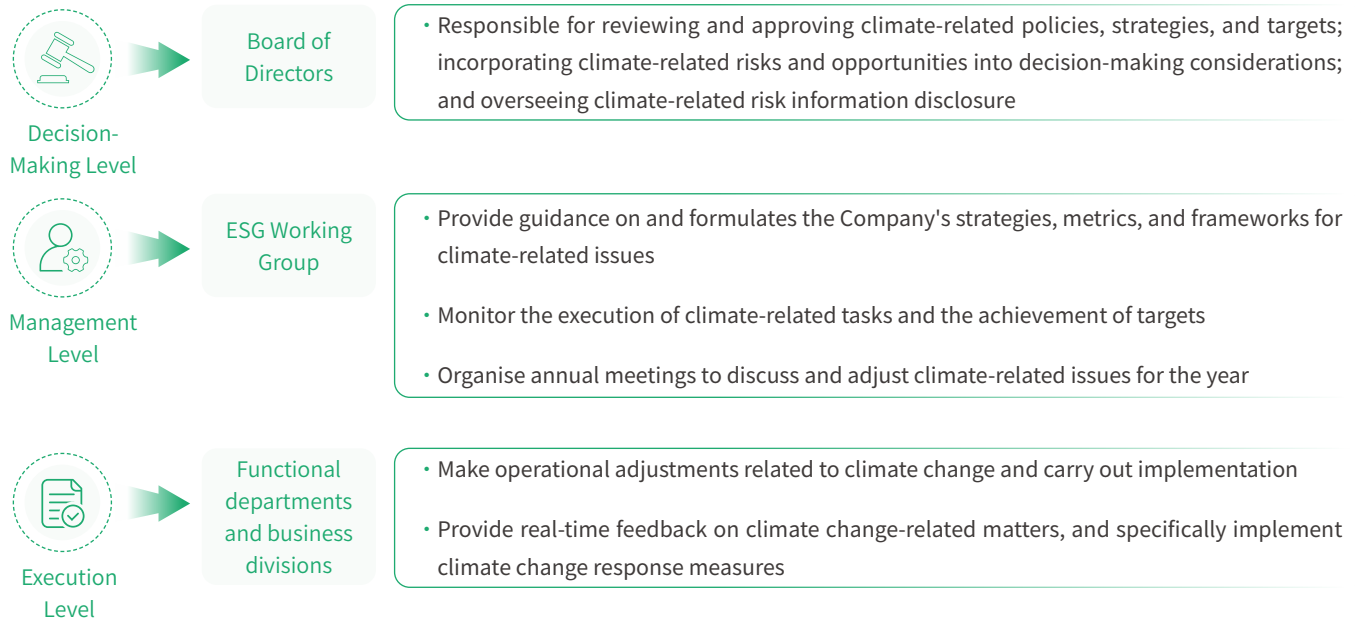 Decision-
Making Level
Board of
Directors
· Responsible for reviewing and approving climate-related policies, strategies, and targets;
incorporating climate-related risks and opportunities into decision-making considerations;
and overseeing climate-related risk information disclosure
Management
Level
ESG Working
Group
· Provide guidance on and formulates the Company's strategies, metrics, and frameworks for
climate-related issues
· Monitor the execution of climate-related tasks and the achievement of targets
· Organise annual meetings to discuss and adjust climate-related issues for the year
Execution
Level
Functional
departments
and business
divisions
· Make operational adjustments related to climate change and carry out implementation
· Provide real-time feedback on climate change-related matters, and specifically implement
climate change response measures